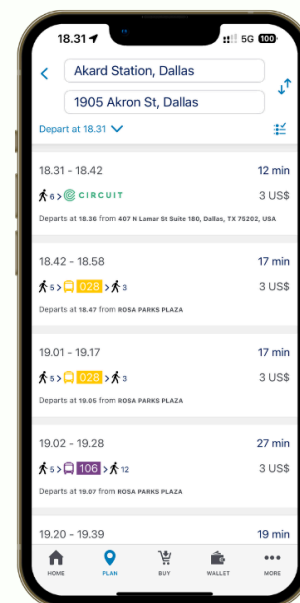 18.31
5G 100
Akard Station, Dallas
1905 Akron St, Dallas
Depart at 18.31
18.31 - 18.42 12 min
6 > CIRCUIT 3 US$
Departs at 18.36 from 407 N Lamar St Suite 180, Dallas, TX 75202, USA
18.42 - 18.58 17 min
5 > 028 > 3 3 US$
Departs at 18.47 from ROSA PARKS PLAZA
19.01 - 19.17 17 min
5 > 028 > 3 3 US$
Departs at 19.05 from ROSA PARKS PLAZA
19.02 - 19.28 27 min
5 > 106 > 12 3 US$
Departs at 19.07 from ROSA PARKS PLAZA
19.20 - 19.39 19 min
HOME PLAN BUY WALLET MORE